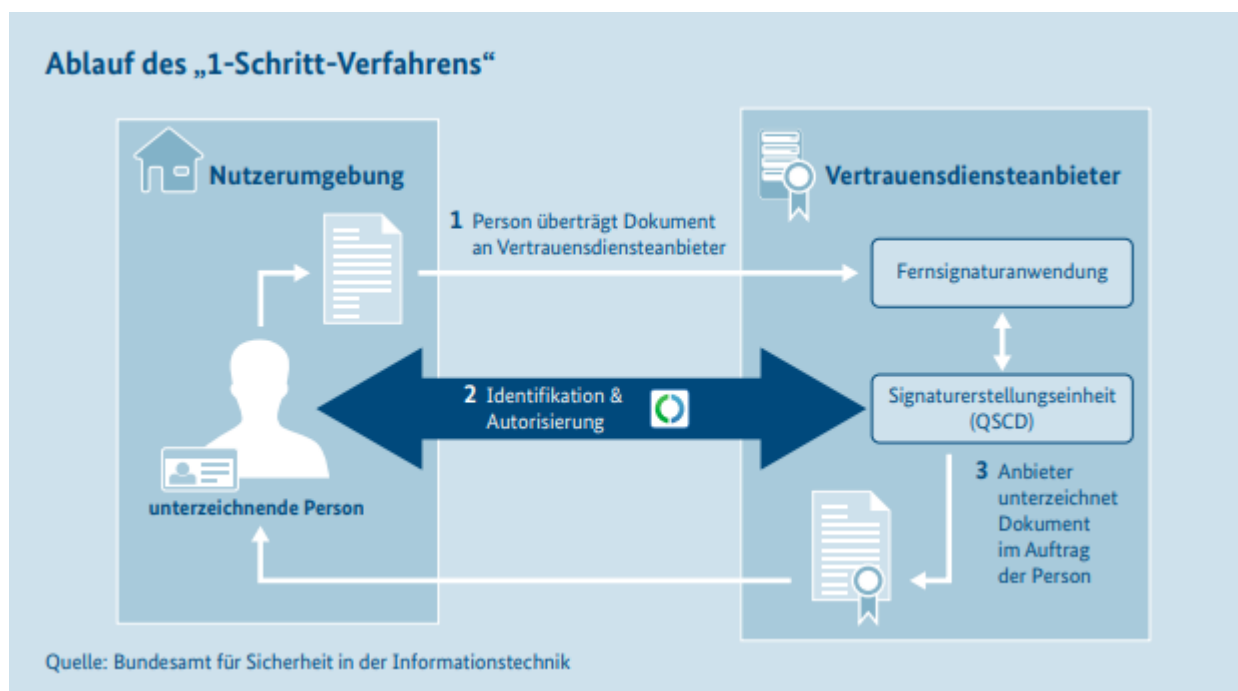 Ablauf des „1-Schritt-Verfahrens“
Nutzerumgebung
Vertrauensdiensteanbieter
1 Person überträgt Dokument
an Vertrauensdiensteanbieter
Fernsignaturanwendung
2 Identifikation &
Autorisierung
Signaturerstellungseinheit
(QSCD)
3 Anbieter
unterzeichnet
Dokument
im Auftrag
der Person
unterzeichnende Person
Quelle: Bundesamt für Sicherheit in der Informationstechnik